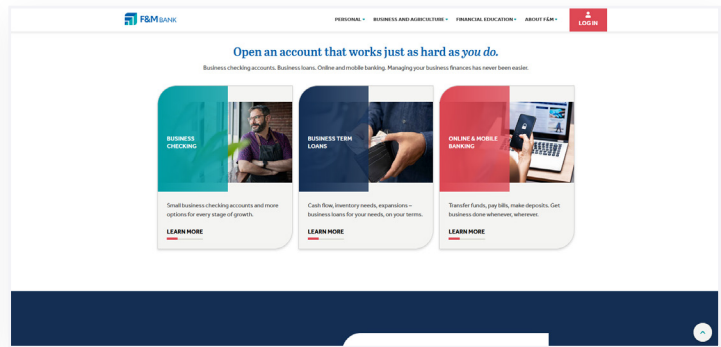 F&M BANK
PERSONAL BUSINESS AND AGRICULTURE FINANCIAL EDUCATION ABOUT F&M
LOG IN
Open an account that works just as hard as you do.
Business checking accounts. Business loans. Online and mobile banking. Managing your business finances has never been easier.
BUSINESS
CHECKING
Small business checking accounts and more
options for every stage of growth.
LEARN MORE
BUSINESS TERM
LOANS
Cash flow, inventory needs, expansions –
business loans for your needs, on your terms.
LEARN MORE
ONLINE & MOBILE
BANKING
Transfer funds, pay bills, make deposits. Get
business done whenever, wherever.
LEARN MORE